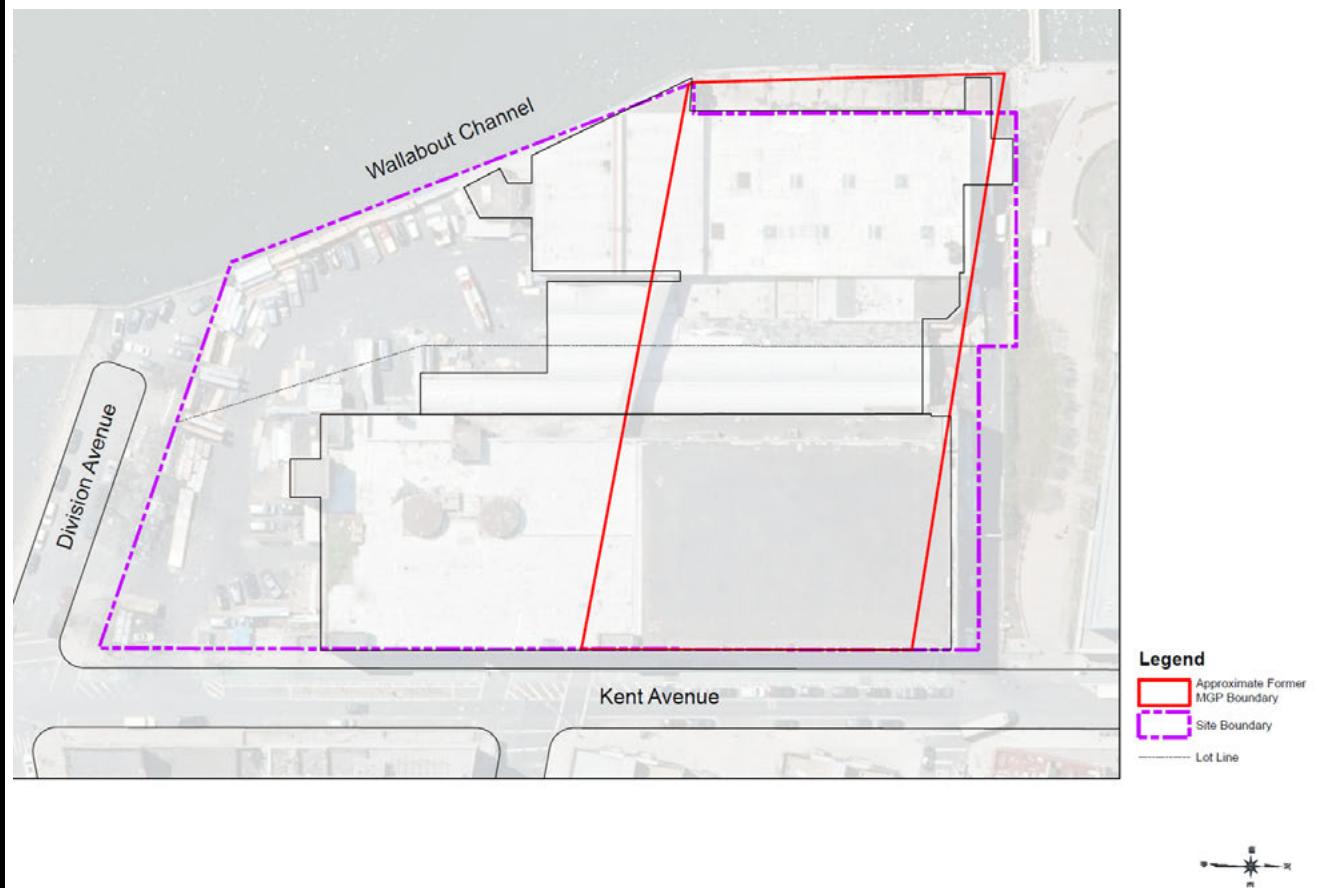 Wallabout Channel
Division Avenue
Kent Avenue
Legend
Approximate Former
MGP Boundary
Site Boundary
Lot Line